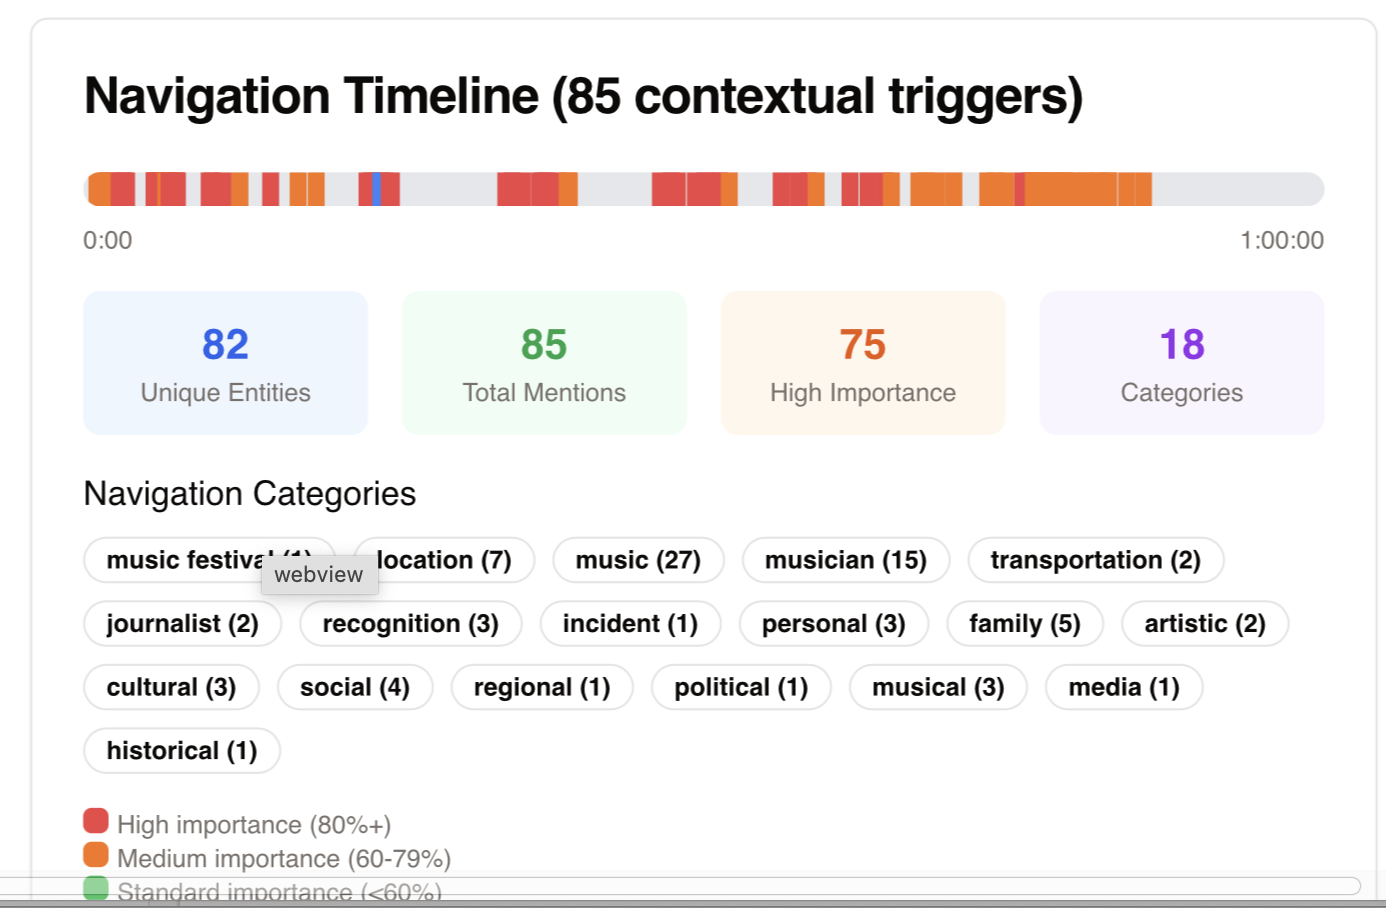 Navigation Timeline (85 contextual triggers)
0:00 1:00:00
82 85 75 18
Unique Entities Total Mentions High Importance Categories
Navigation Categories
music festival (1) location (7) music (27) musician (15) transportation (2)
webview
journalist (2) recognition (3) incident (1) personal (3) family (5) artistic (2)
cultural (3) social (4) regional (1) political (1) musical (3) media (1)
historical (1)
High importance (80%+)
Medium importance (60-79%)
Standard importance (<60%)